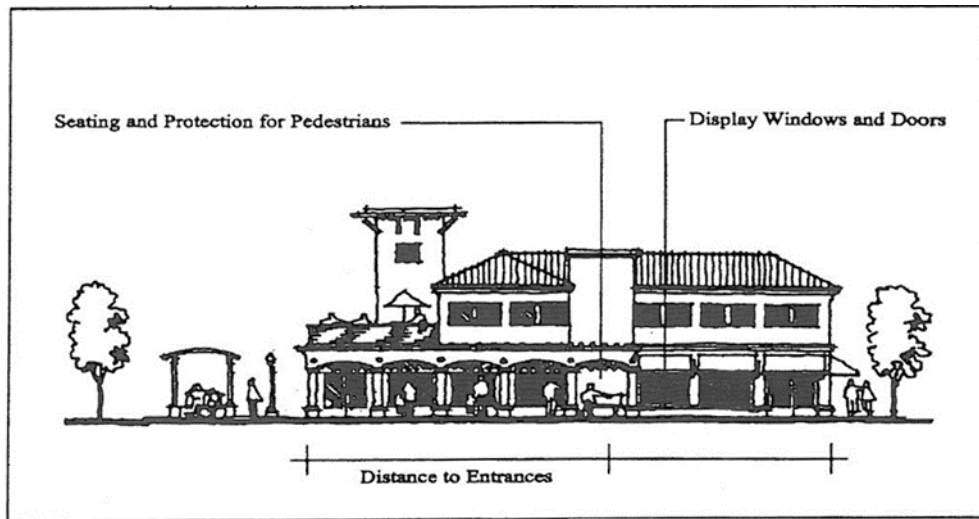 Seating and Protection for Pedestrians
Display Windows and Doors
Distance to Entrances